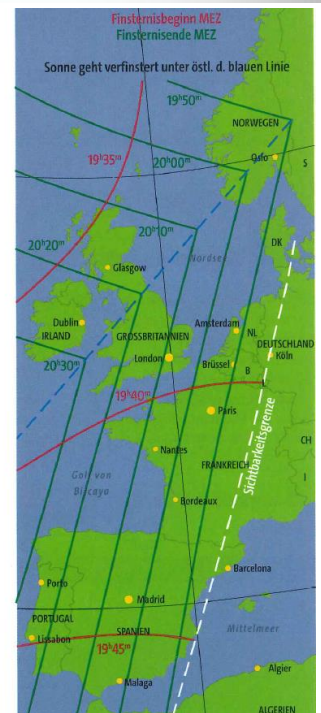 Finsternisbeginn MEZ
Finsternisende MEZ
Sonne geht verfinstert unter östl. d. blauen Linie
19ʰ50ᵐ
NORWEGEN
19ʰ35ᵐ
20ʰ00ᵐ
Oslo
S
20ʰ10ᵐ
20ʰ20ᵐ
Nordsee
DK
Glasgow
Dublin
IRLAND
GROSSBRITANNIEN
Amsterdam
NL
DEUTSCHLAND
Köln
London
Brüssel
B
20ʰ30ᵐ
L
19ʰ40ᵐ
Paris
Sichtbarkeitsgrenze
Nantes
CH
FRANKREICH
I
Golf von
Biscaya
Bordeaux
Barcelona
Porto
Madrid
PORTUGAL
Lissabon
SPANIEN
Mittelmeer
19ʰ45ᵐ
Algier
Malaga
ALGERIEN